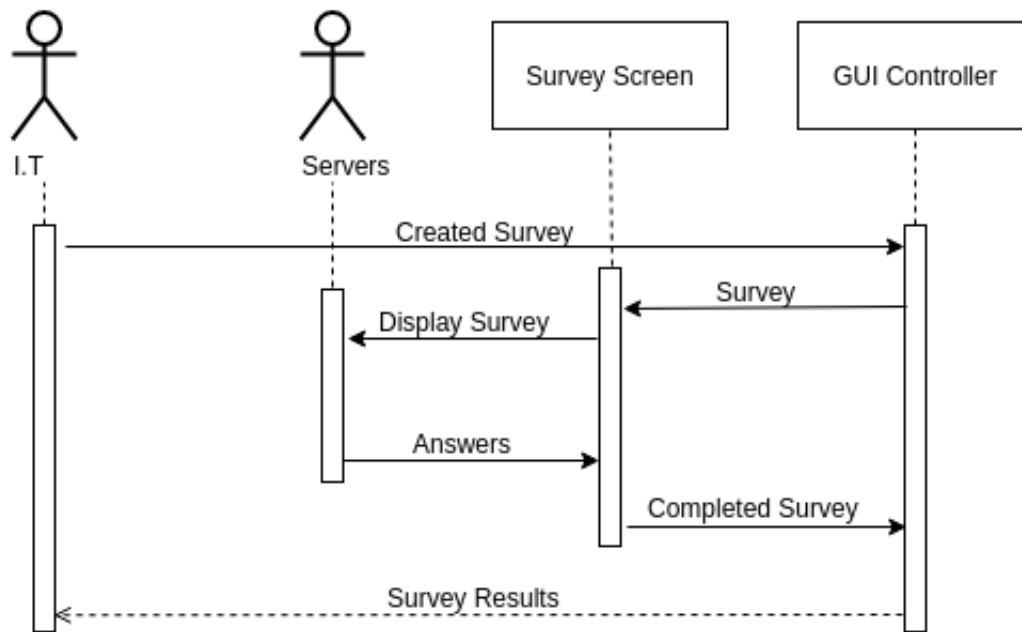 Survey Screen
GUI Controller
I.T
Servers
Created Survey
Survey
Display Survey
Answers
Completed Survey
Survey Results